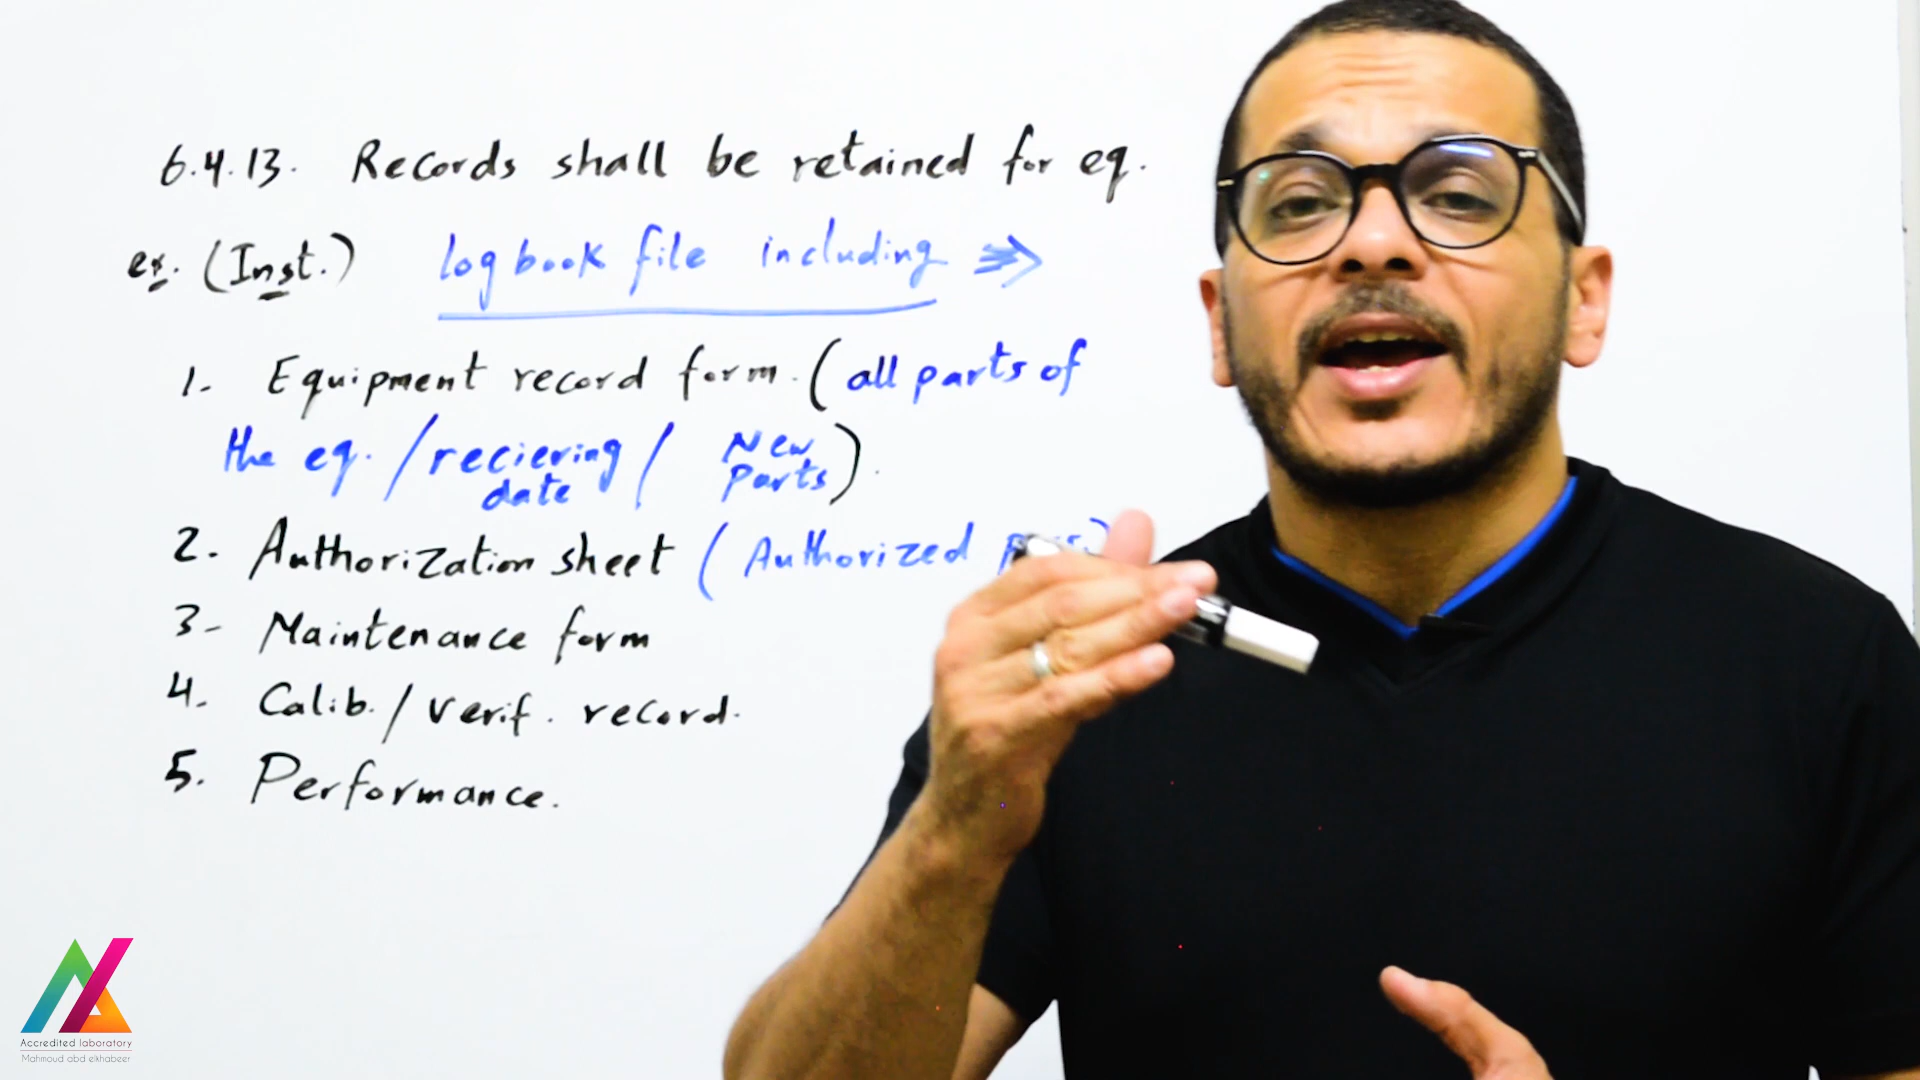 6.4.13. Records shall be retained for eq.
ex. (Inst.) log book file including ⇒
1- Equipment record form. (all parts of
the eq. / reciering date / New Parts).
2. Authorization sheet (Authorized
3- Maintenance form
4. Calib. / verif. record.
5. Performance.
Accredited laboratory
Mahmoud abd elkhabeer